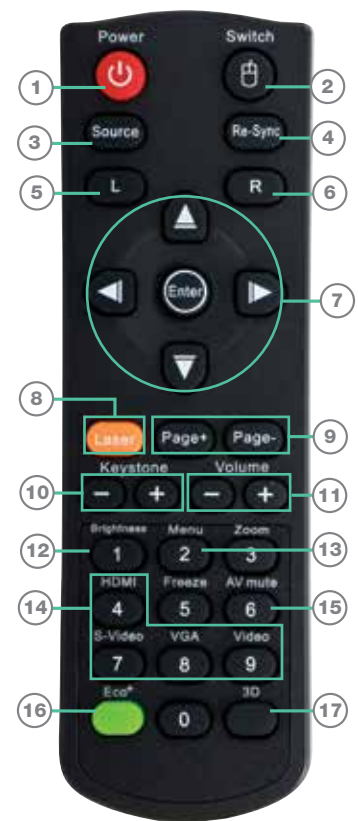 Power Switch
1 2
3 Source Re-Sync 4
5 L R 6
Enter 7
8
Laser Page+ Page- 9
Keystone Volume
10 − + − + 11
Brightness Menu Zoom
12 1 2 3 13
HDMI Freeze AV mute
14 4 5 6 15
S-Video VGA Video
7 8 9
Eco+ 3D
16 0 17